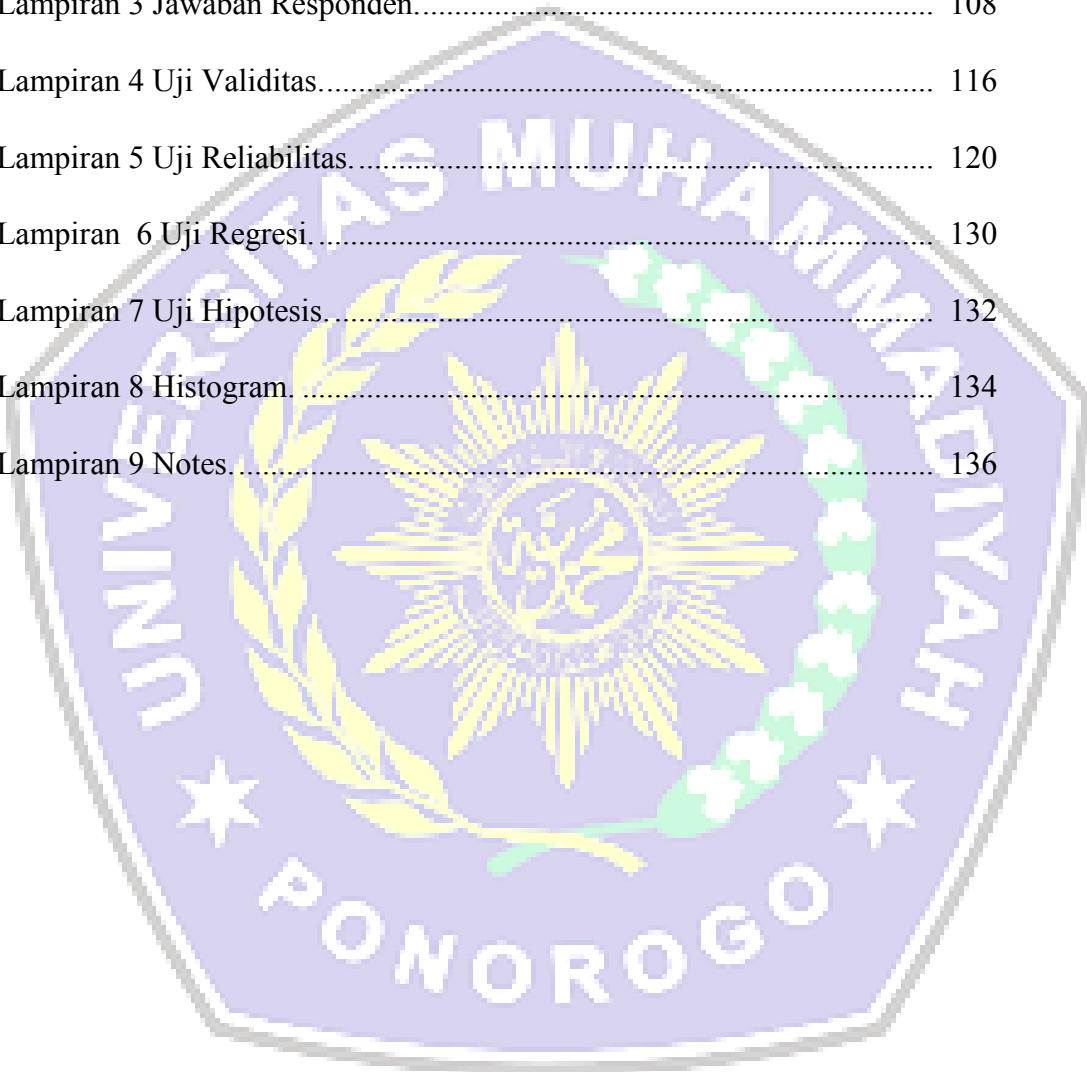 Lampiran 3 Jawaban Responden................................................................. 108
Lampiran 4 Uji Validitas............................................................................. 116
Lampiran 5 Uji Reliabilitas......................................................................... 120
Lampiran  6 Uji Regresi.............................................................................. 130
Lampiran 7 Uji Hipotesis............................................................................ 132
Lampiran 8 Histogram. ............................................................................... 134
Lampiran 9 Notes........................................................................................ 136
UNIVERSITAS MUHAMMADIYAH
PONOROGO